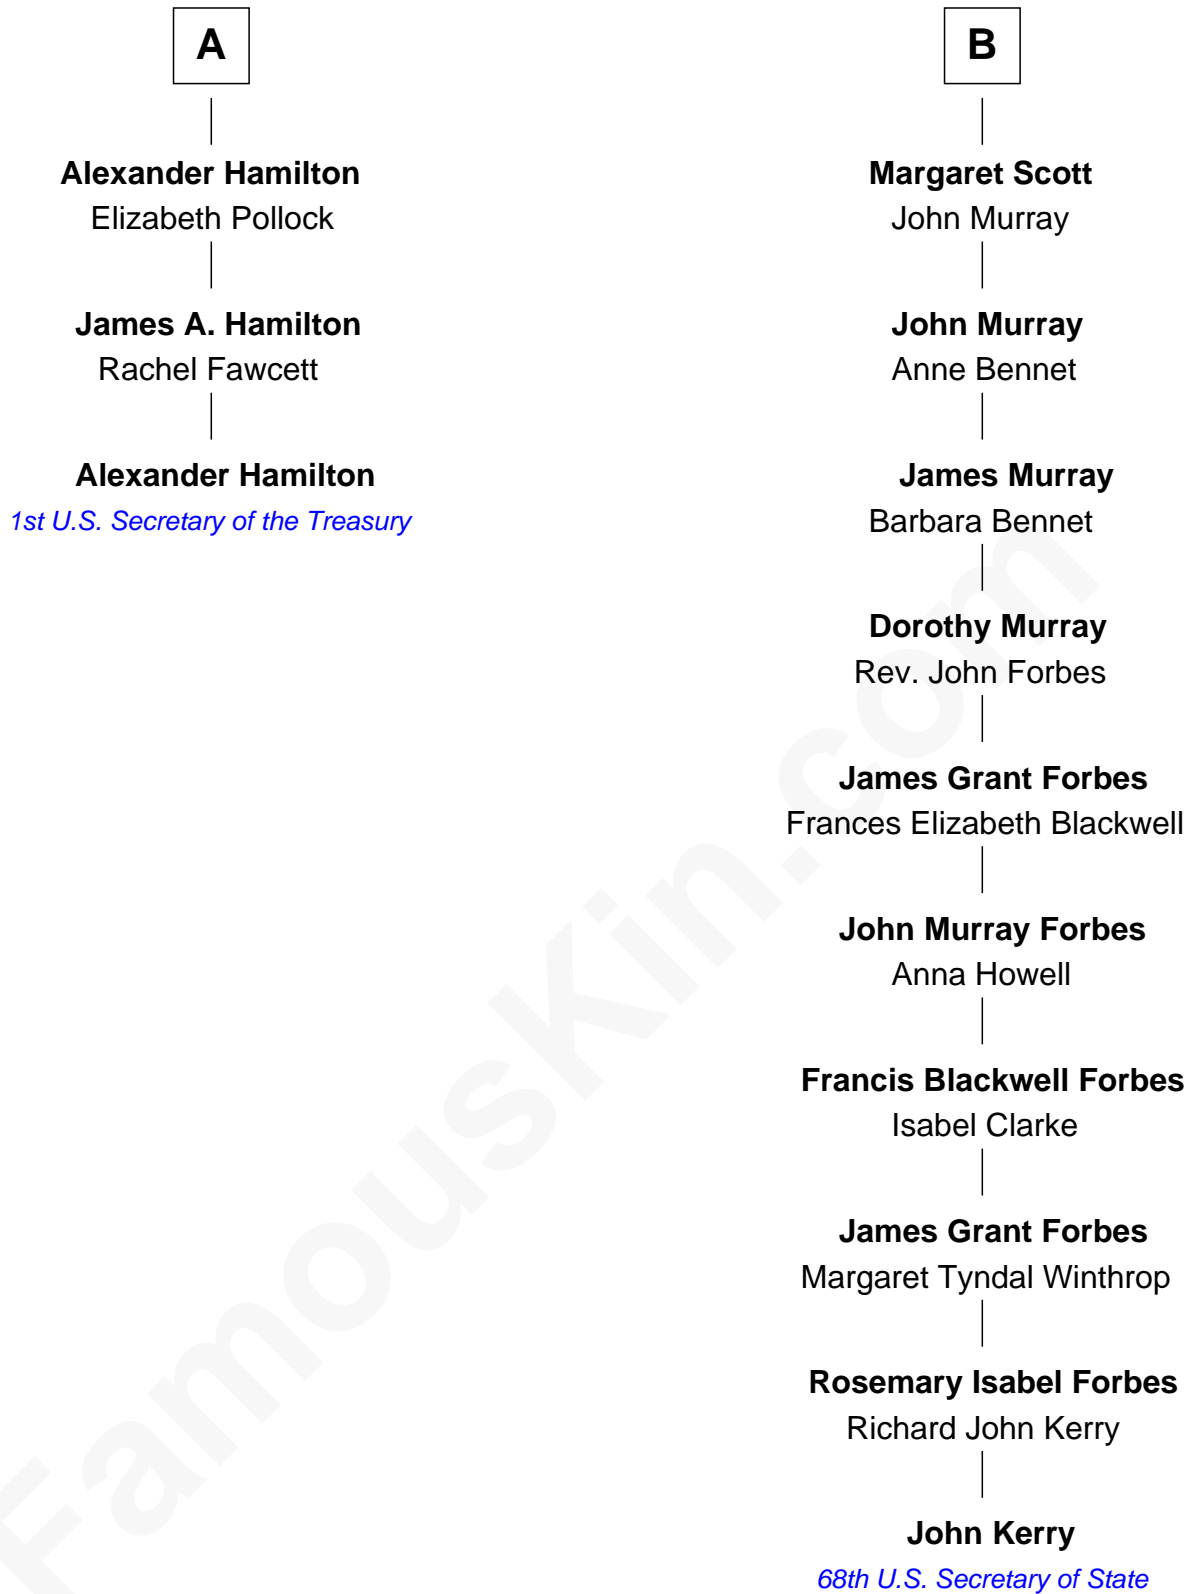 A
Alexander Hamilton
Elizabeth Pollock
James A. Hamilton
Rachel Fawcett
Alexander Hamilton
1st U.S. Secretary of the Treasury
B
Margaret Scott
John Murray
John Murray
Anne Bennet
James Murray
Barbara Bennet
Dorothy Murray
Rev. John Forbes
James Grant Forbes
Frances Elizabeth Blackwell
John Murray Forbes
Anna Howell
Francis Blackwell Forbes
Isabel Clarke
James Grant Forbes
Margaret Tyndal Winthrop
Rosemary Isabel Forbes
Richard John Kerry
John Kerry
68th U.S. Secretary of State
FamousKin.com